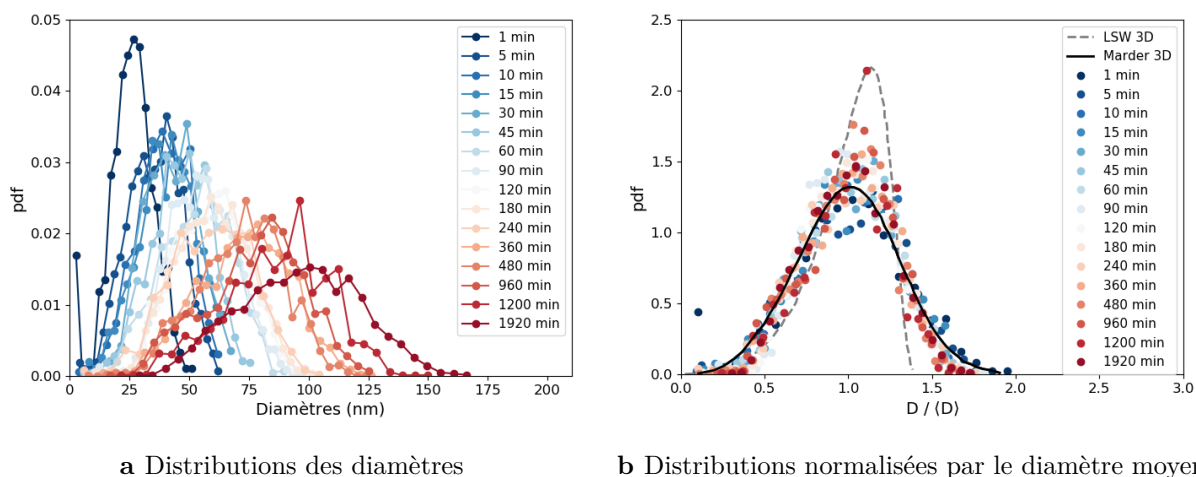 0.05
0.04
0.03
0.02
0.01
0.00
pdf
0
25
50
75
100
125
150
175
200
Diamètres (nm)
1 min
5 min
10 min
15 min
30 min
45 min
60 min
90 min
120 min
180 min
240 min
360 min
480 min
960 min
1200 min
1920 min
a Distributions des diamètres
2.5
2.0
1.5
1.0
0.5
0.0
pdf
0.0
0.5
1.0
1.5
2.0
2.5
3.0
D / ⟨D⟩
LSW 3D
Marder 3D
1 min
5 min
10 min
15 min
30 min
45 min
60 min
90 min
120 min
180 min
240 min
360 min
480 min
960 min
1200 min
1920 min
b Distributions normalisées par le diamètre moyen